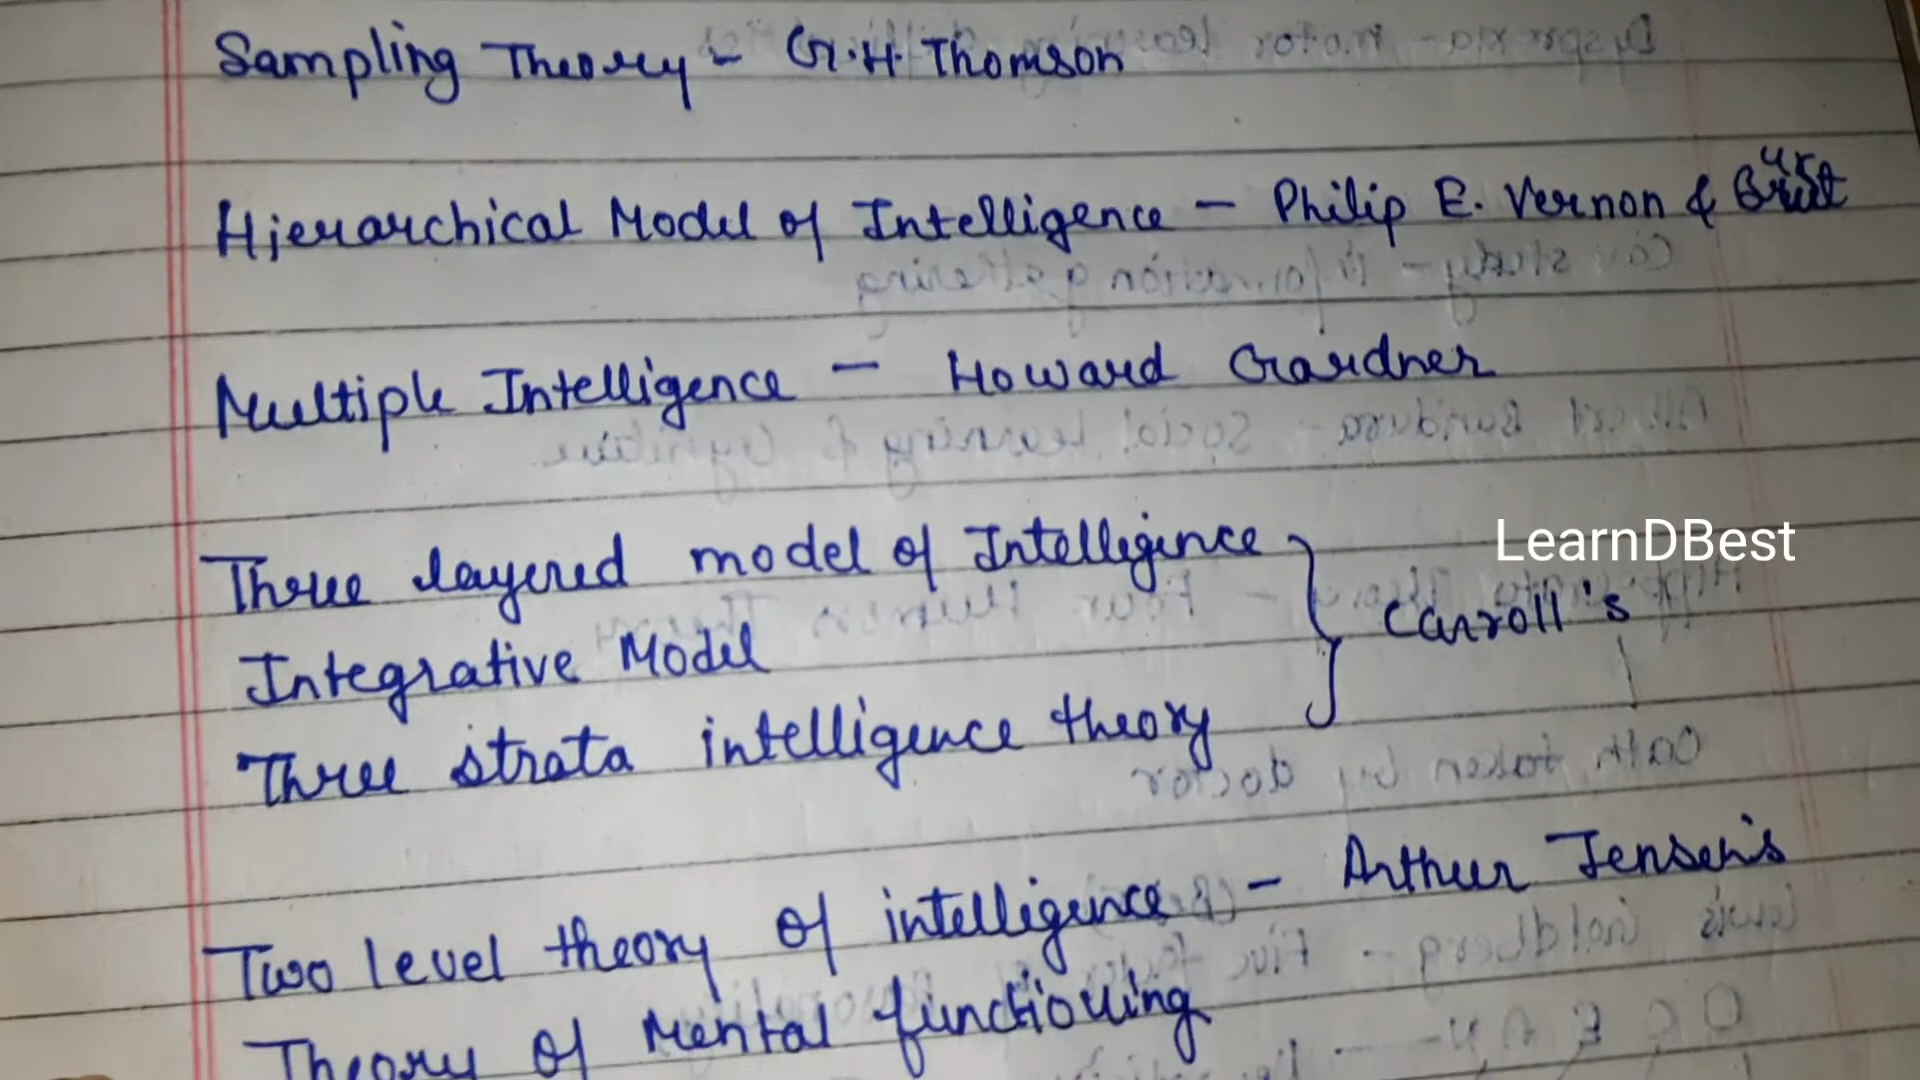 Sampling Theory - G.H. Thomson
Hierarchical Model of Intelligence - Philip E. Vernon & Burt
Multiple Intelligence - Howard Gardner
Three layered model of Intelligence
Integrative Model
Three strata intelligence theory
Carroll's
LearnDBest
Two level theory of intelligence - Arthur Jensen's
Theory of Mental functioning